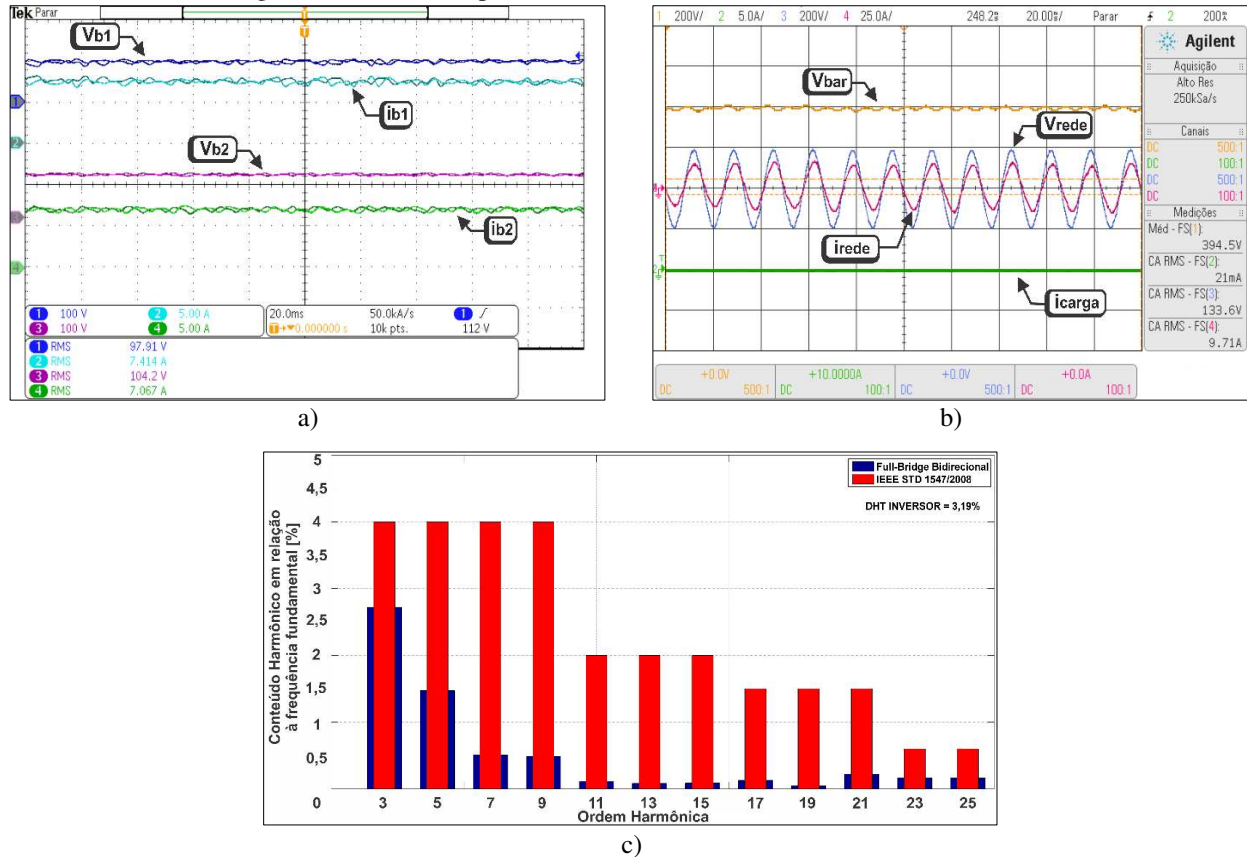 Tek Parar
T
Vb1
1
ib1
2
Vb2
3
ib2
4
1 100 V 2 5.00 A
3 100 V 4 5.00 A
20.0ms 50.0kA/s 1
T 0.000000 s 10k pts. 112 V
1 RMS 97.91 V
2 RMS 7.414 A
3 RMS 104.2 V
4 RMS 7.067 A
a)
1 200V/ 2 5.0A/ 3 200V/ 4 25.0A/ 248.2 20.00 Parar 2
Agilent
Aquisição
Alto Res
250kSa/s
Canais
DC 500:1
DC 100:1
DC 500:1
DC 100:1
Medições
Méd - FS(1):
394.5V
CA RMS - FS(2):
21mA
CA RMS - FS(3):
133.6V
CA RMS - FS(4):
9.71A
Vbar
Vrede
irede
icarga
+0.0V +10.0000A +0.0V +0.0A
DC 500:1 DC 100:1 DC 500:1 DC 100:1
b)
Full-Bridge Bidirecional
IEEE STD 1547/2008
DHT INVERSOR = 3,19%
Conteúdo Harmônico em relação
à frequência fundamental [%]
5
4,5
4
3,5
3
2,5
2
1,5
1
0,5
0
3 5 7 9 11 13 15 17 19 21 23 25
Ordem Harmônica
c)